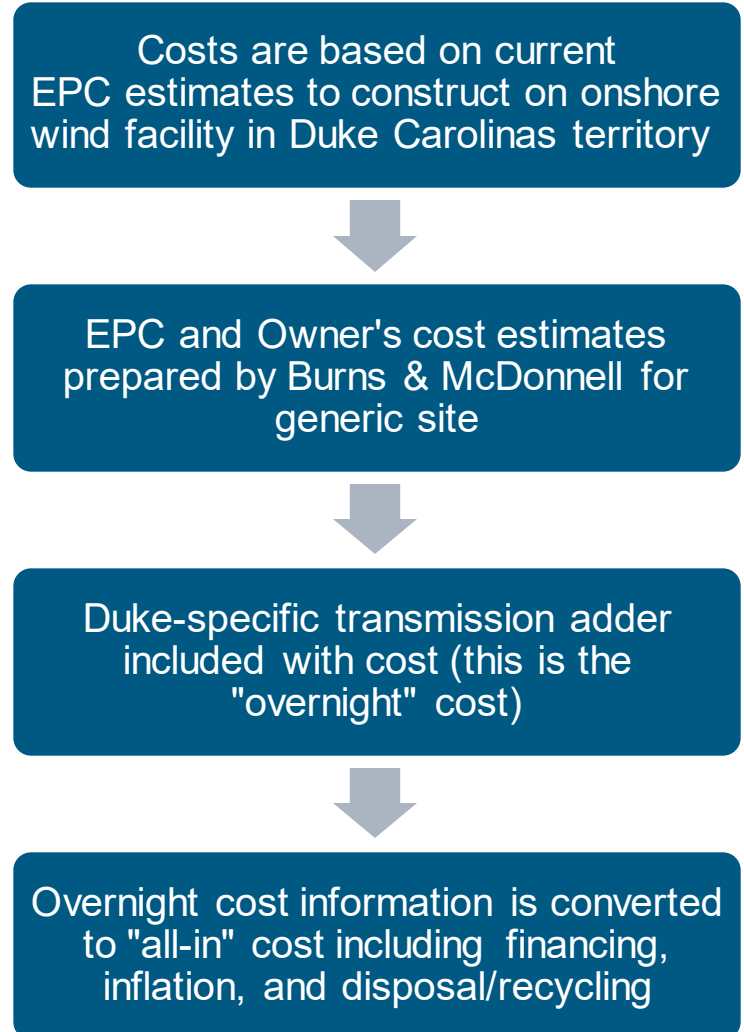 Costs are based on current
EPC estimates to construct on onshore
wind facility in Duke Carolinas territory
EPC and Owner's cost estimates
prepared by Burns & McDonnell for
generic site
Duke-specific transmission adder
included with cost (this is the
"overnight" cost)
Overnight cost information is converted
to "all-in" cost including financing,
inflation, and disposal/recycling